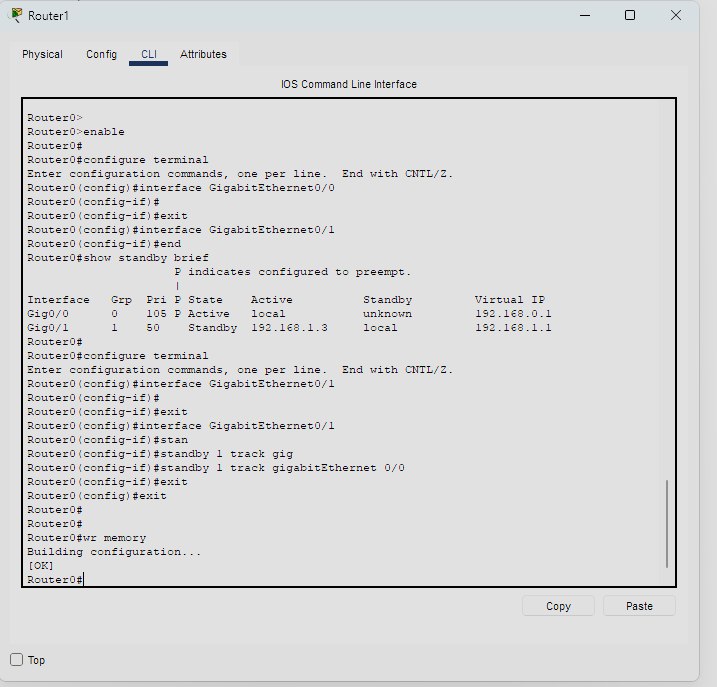 Router1
Physical Config CLI Attributes
IOS Command Line Interface
Router0>
Router0>enable
Router0#
Router0#configure terminal
Enter configuration commands, one per line.  End with CNTL/Z.
Router0(config)#interface GigabitEthernet0/0
Router0(config-if)#
Router0(config-if)#exit
Router0(config)#interface GigabitEthernet0/1
Router0(config-if)#end
Router0#show standby brief
                     P indicates configured to preempt.
                     |
Interface   Grp  Pri P State    Active          Standby         Virtual IP
Gig0/0      0    105 P Active   local           unknown         192.168.0.1
Gig0/1      1    50    Standby  192.168.1.3     local           192.168.1.1
Router0#
Router0#configure terminal
Enter configuration commands, one per line.  End with CNTL/Z.
Router0(config)#interface GigabitEthernet0/1
Router0(config-if)#
Router0(config-if)#exit
Router0(config)#interface GigabitEthernet0/1
Router0(config-if)#stan
Router0(config-if)#standby 1 track gig
Router0(config-if)#standby 1 track gigabitEthernet 0/0
Router0(config-if)#exit
Router0(config)#exit
Router0#
Router0#
Router0#wr memory
Building configuration...
[OK]
Router0#
Copy Paste
Top